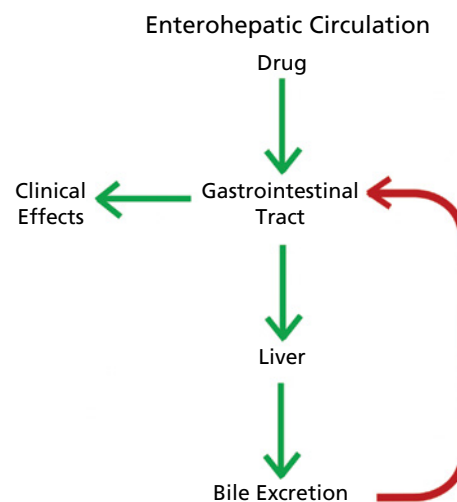 Enterohepatic Circulation
Drug
Clinical
Effects
Gastrointestinal
Tract
Liver
Bile Excretion